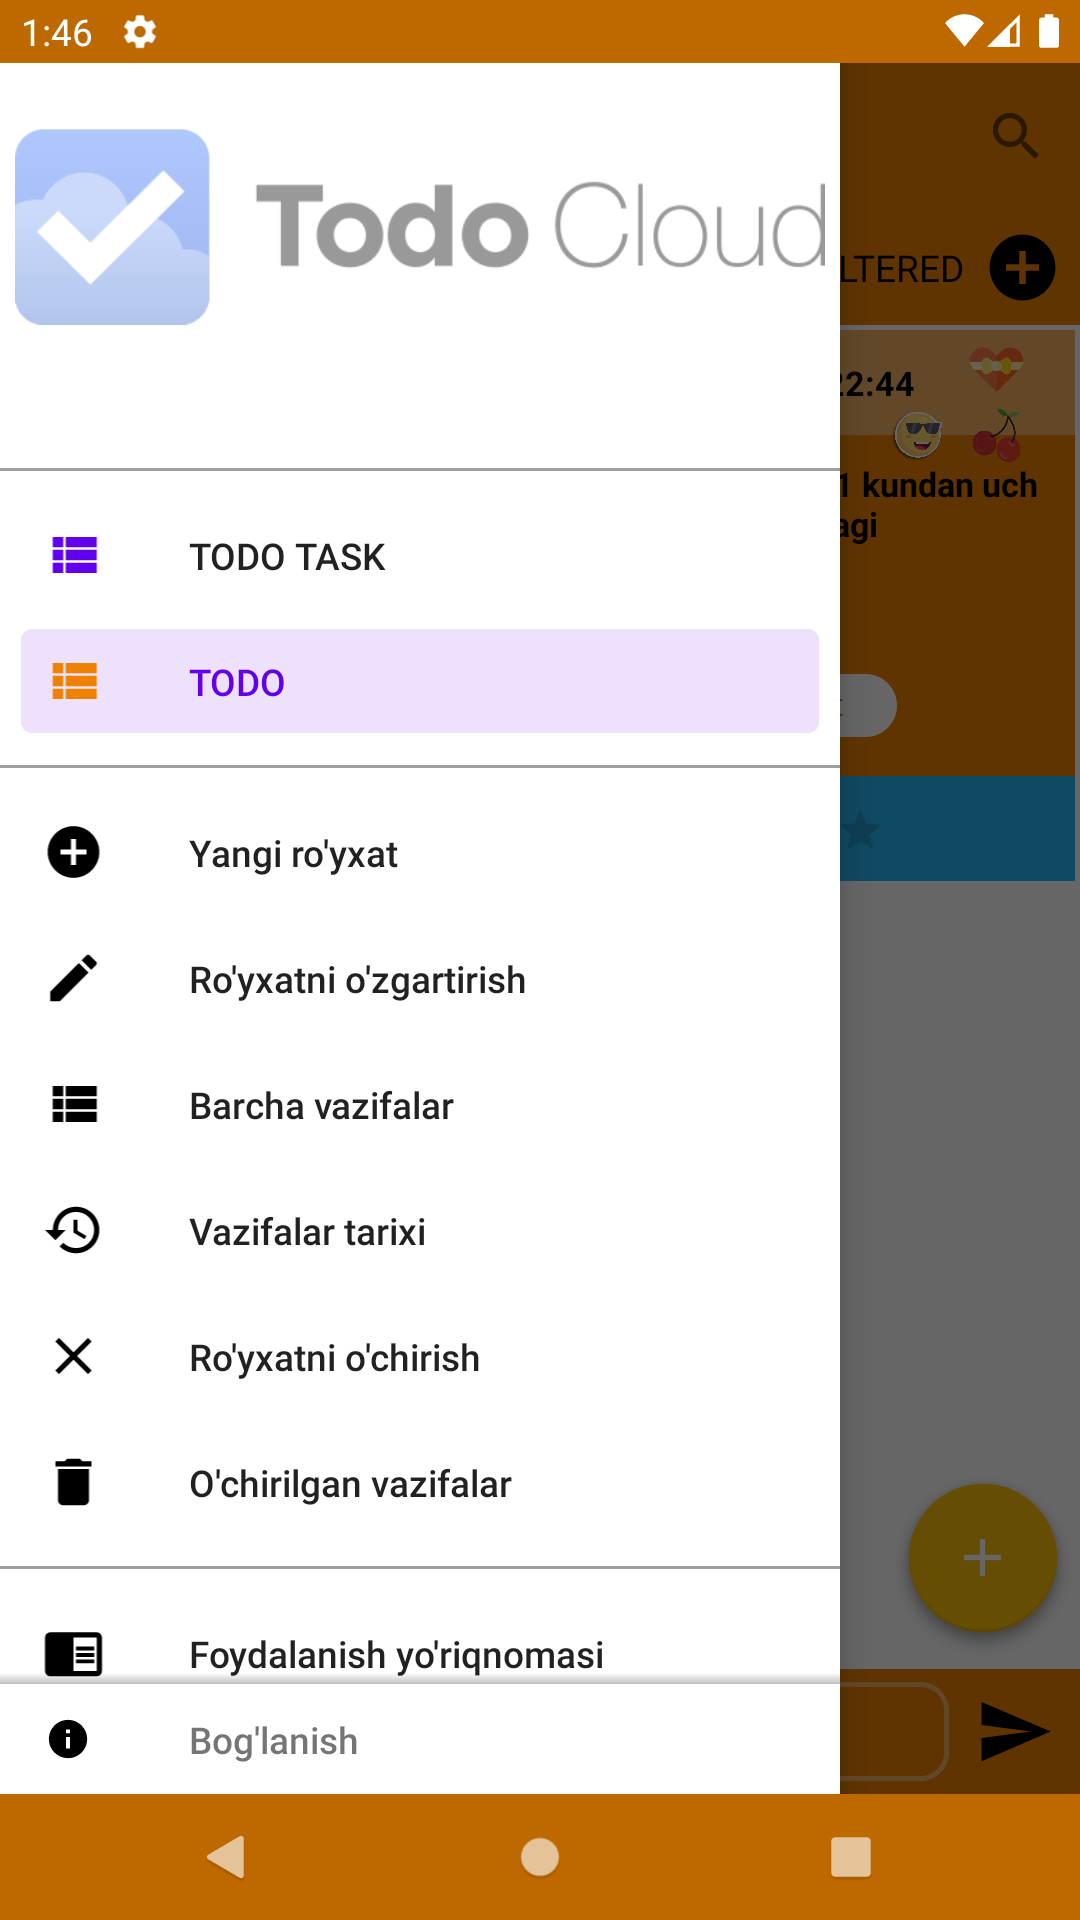 1:46
Todo Cloud
LTERED
22:44
1 kundan uch
agi
TODO TASK
TODO
Yangi ro'yxat
Ro'yxatni o'zgartirish
Barcha vazifalar
Vazifalar tarixi
Ro'yxatni o'chirish
O'chirilgan vazifalar
Foydalanish yo'riqnomasi
Bog'lanish